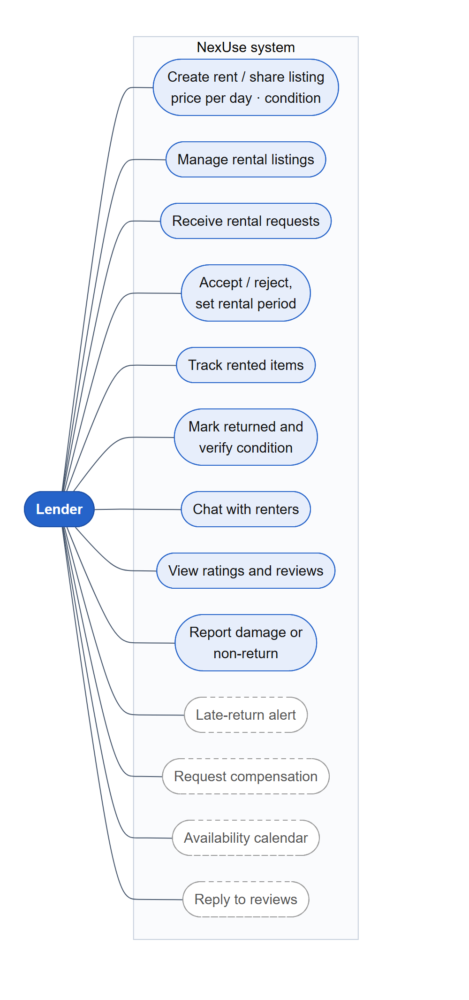 NexUse system
Create rent / share listing
price per day · condition
Manage rental listings
Receive rental requests
Accept / reject,
set rental period
Track rented items
Mark returned and
verify condition
Lender
Chat with renters
View ratings and reviews
Report damage or
non-return
Late-return alert
Request compensation
Availability calendar
Reply to reviews